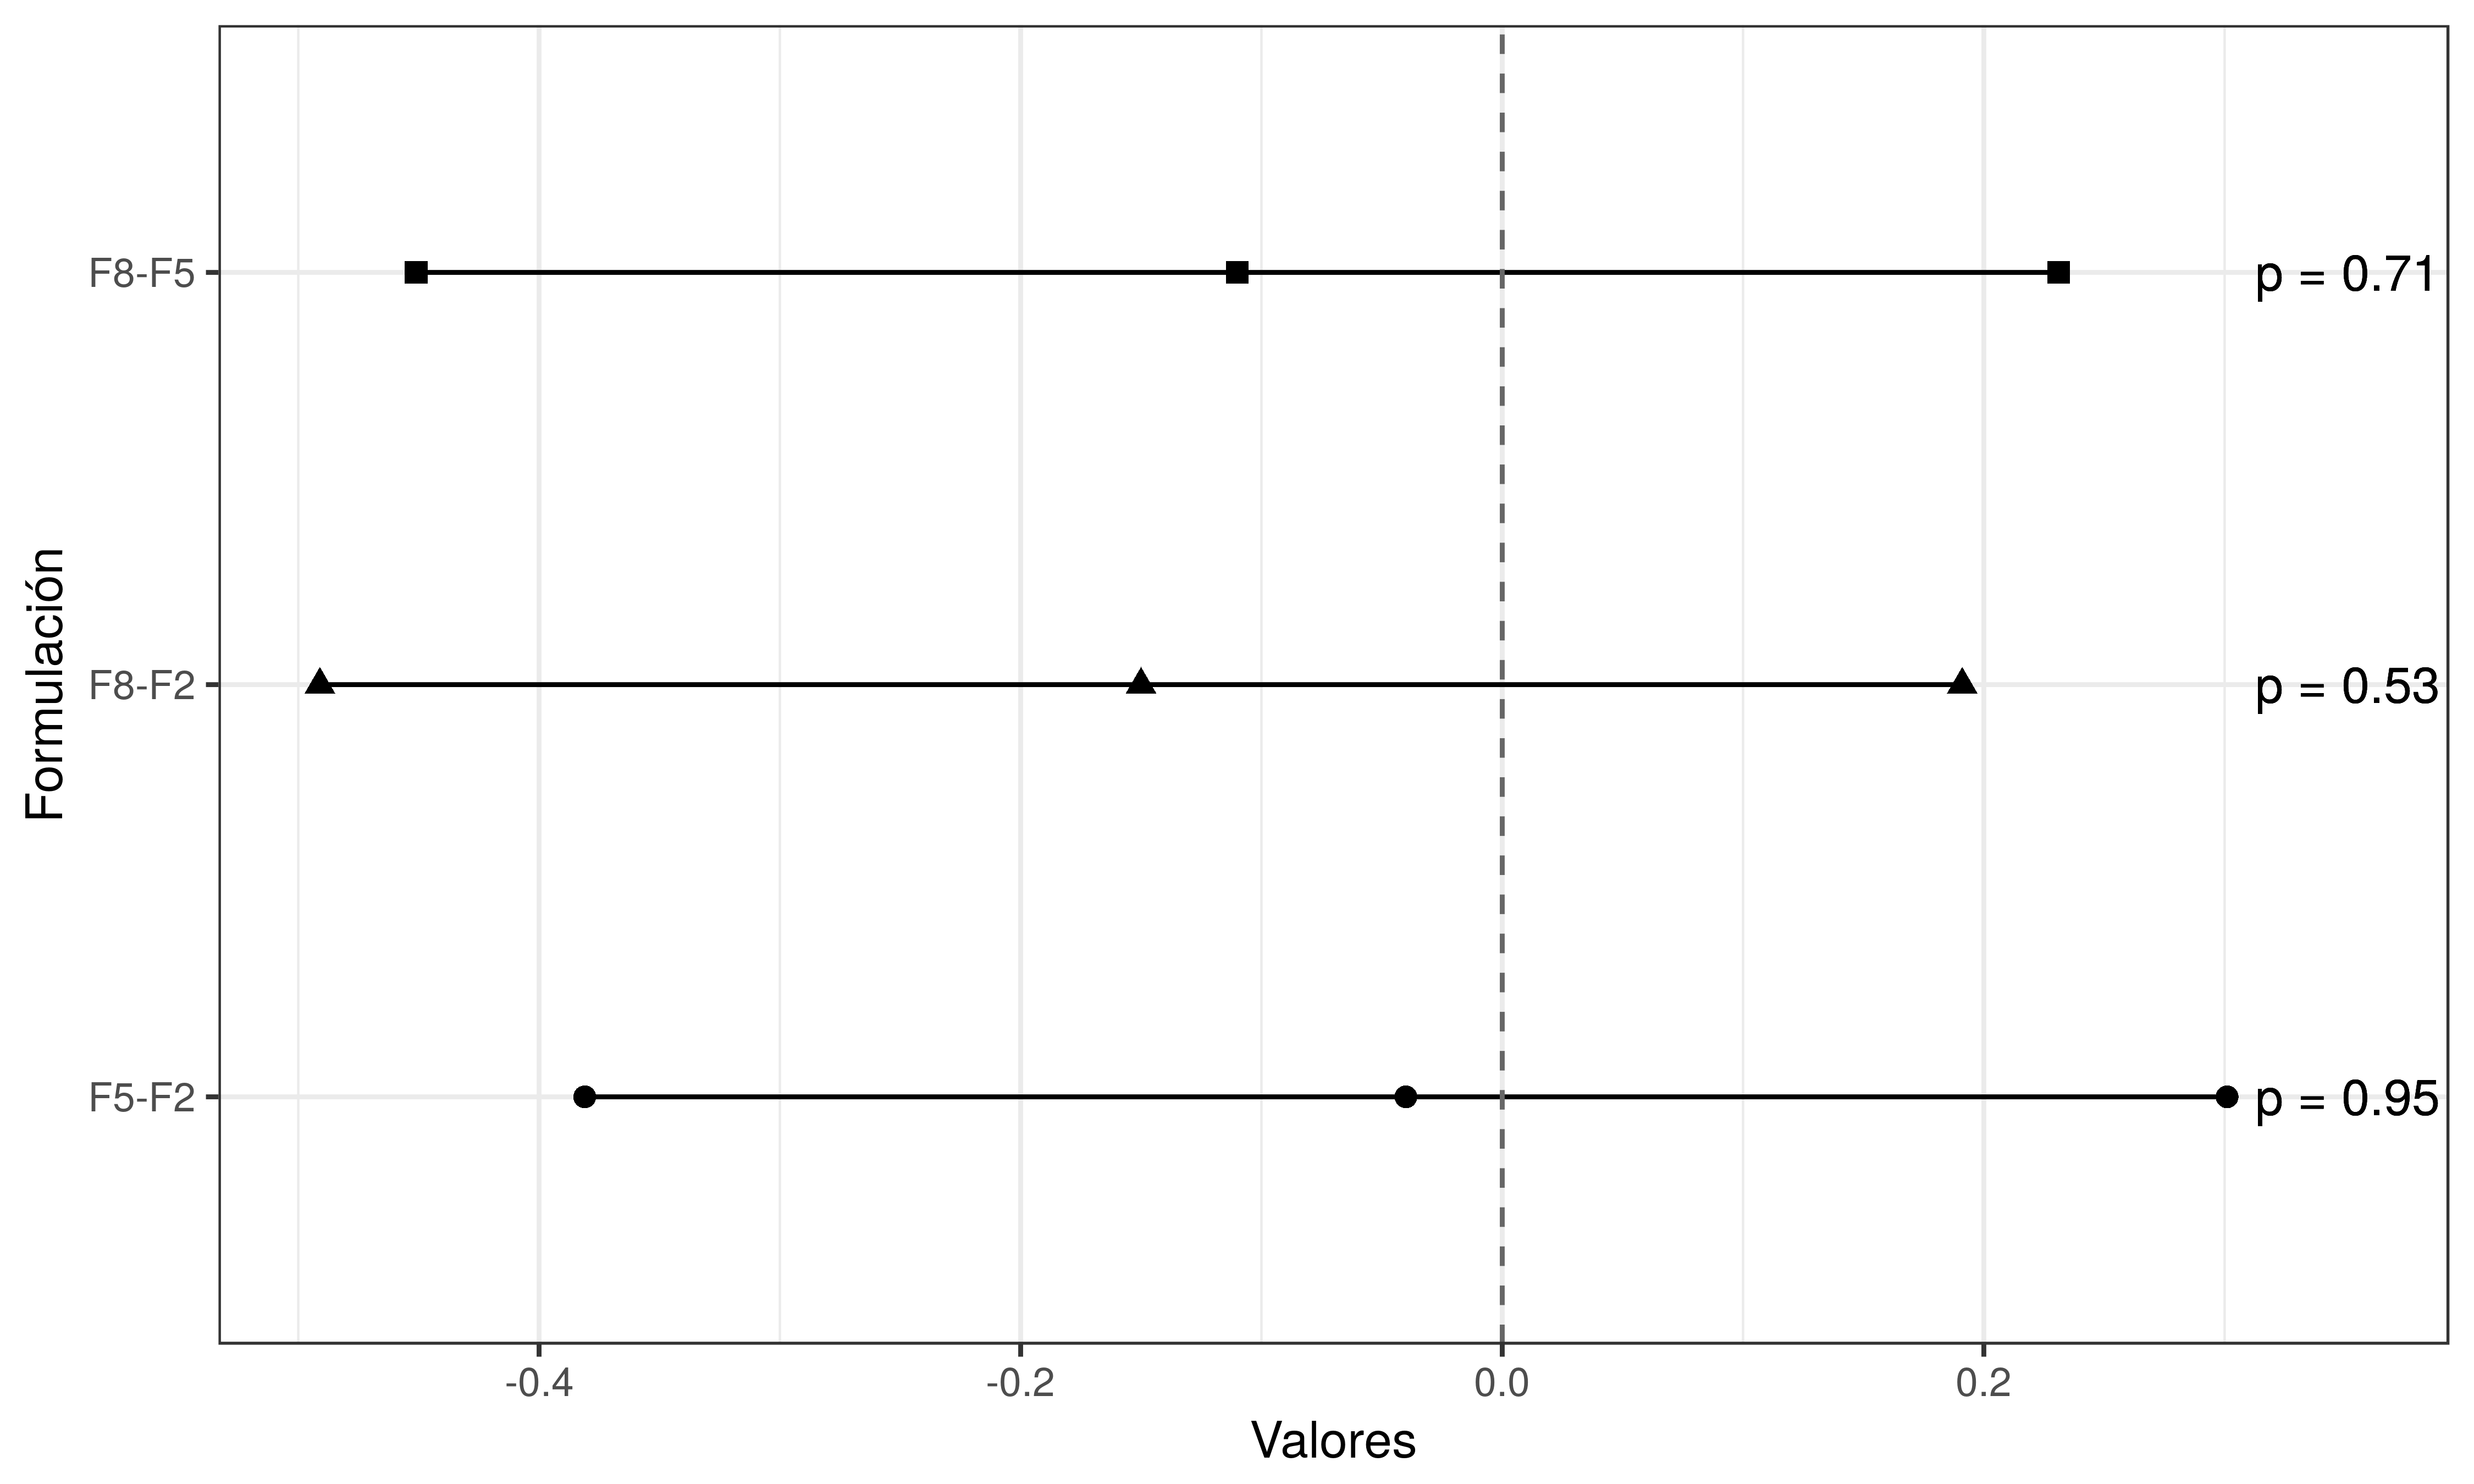 Formulación
F8-F5
p = 0.71
F8-F2
p = 0.53
F5-F2
p = 0.95
-0.4
-0.2
0.0
0.2
Valores